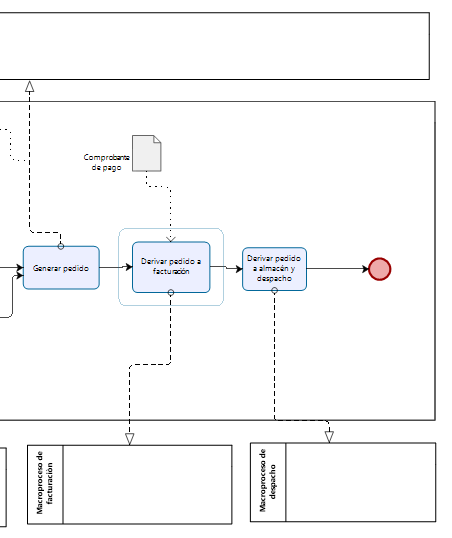 Comprobante
de pago
Generar pedido
Derivar pedido a
facturación
Derivar pedido
a almacén y
despacho
Macroproceso de
facturación
Macroproceso de
despacho